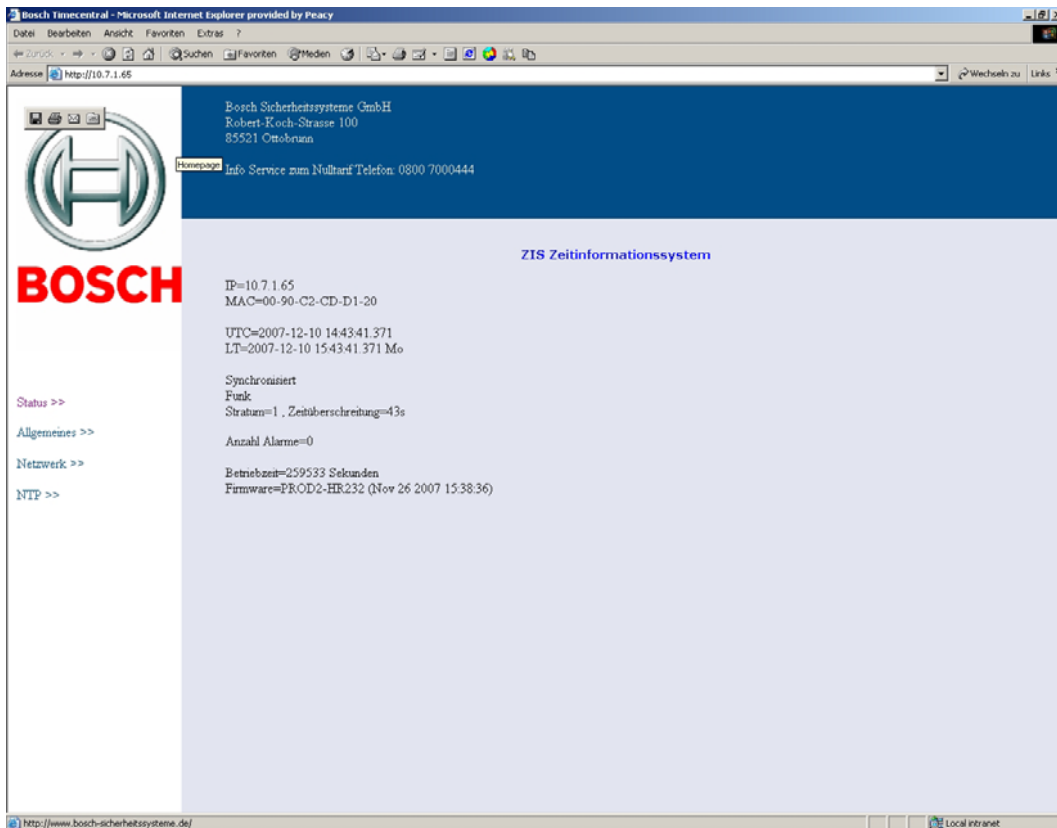 Bosch Timecentral - Microsoft Internet Explorer provided by Peacy
Datei Bearbeiten Ansicht Favoriten Extras ?
Zurück Suchen Favoriten Medien
Adresse http://10.7.1.65 Wechseln zu Links
Bosch Sicherheitssysteme GmbH
Robert-Koch-Strasse 100
85521 Ottobrunn
Homepage
Info Service zum Nulltarif Telefon: 0800 7000444
BOSCH
ZIS Zeitinformationssystem
IP=10.7.1.65
MAC=00-90-C2-CD-D1-20
UTC=2007-12-10 14:43:41.371
LT=2007-12-10 15:43:41.371 Mo
Synchronisiert
Funk
Stratum=1 , Zeitüberschreitung=43s
Anzahl Alarme=0
Betriebzeit=259533 Sekunden
Firmware=PROD2-HR232 (Nov 26 2007 15:38:36)
Status >>
Allgemeines >>
Netzwerk >>
NTP >>
http://www.bosch-sicherheitssysteme.de/ Local intranet